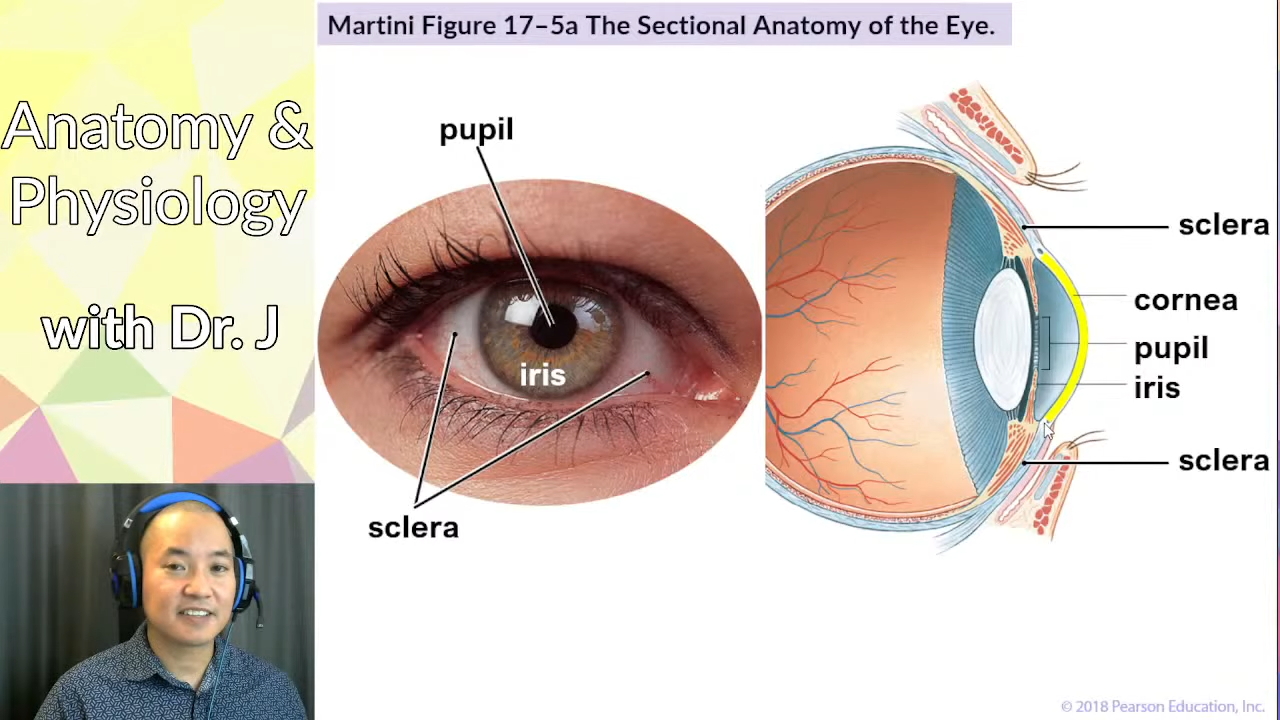 Martini Figure 17–5a The Sectional Anatomy of the Eye.
Anatomy &
Physiology
with Dr. J
pupil
iris
sclera
sclera
cornea
pupil
iris
sclera
© 2018 Pearson Education, Inc.